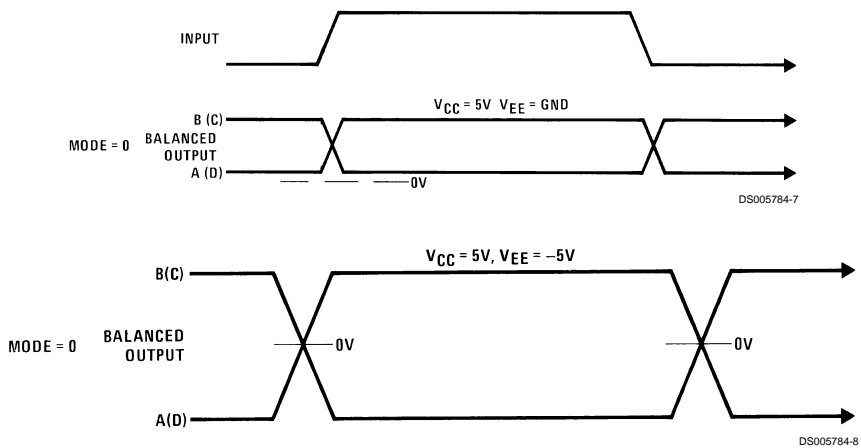 INPUT
V_CC = 5V V_EE = GND
B (C)
MODE = 0 BALANCED
OUTPUT
A (D)
0V
DS005784-7
V_CC = 5V, V_EE = –5V
B(C)
MODE = 0 BALANCED
OUTPUT
0V 0V
A(D)
DS005784-8